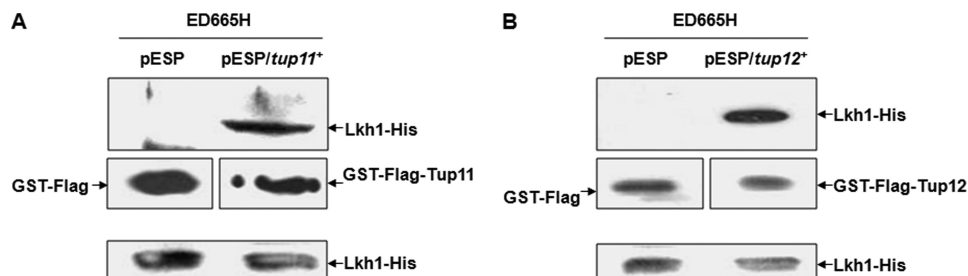 A
ED665H
pESP pESP/tup11⁺
Lkh1-His
GST-Flag
GST-Flag-Tup11
Lkh1-His
B
ED665H
pESP pESP/tup12⁺
Lkh1-His
GST-Flag
GST-Flag-Tup12
Lkh1-His